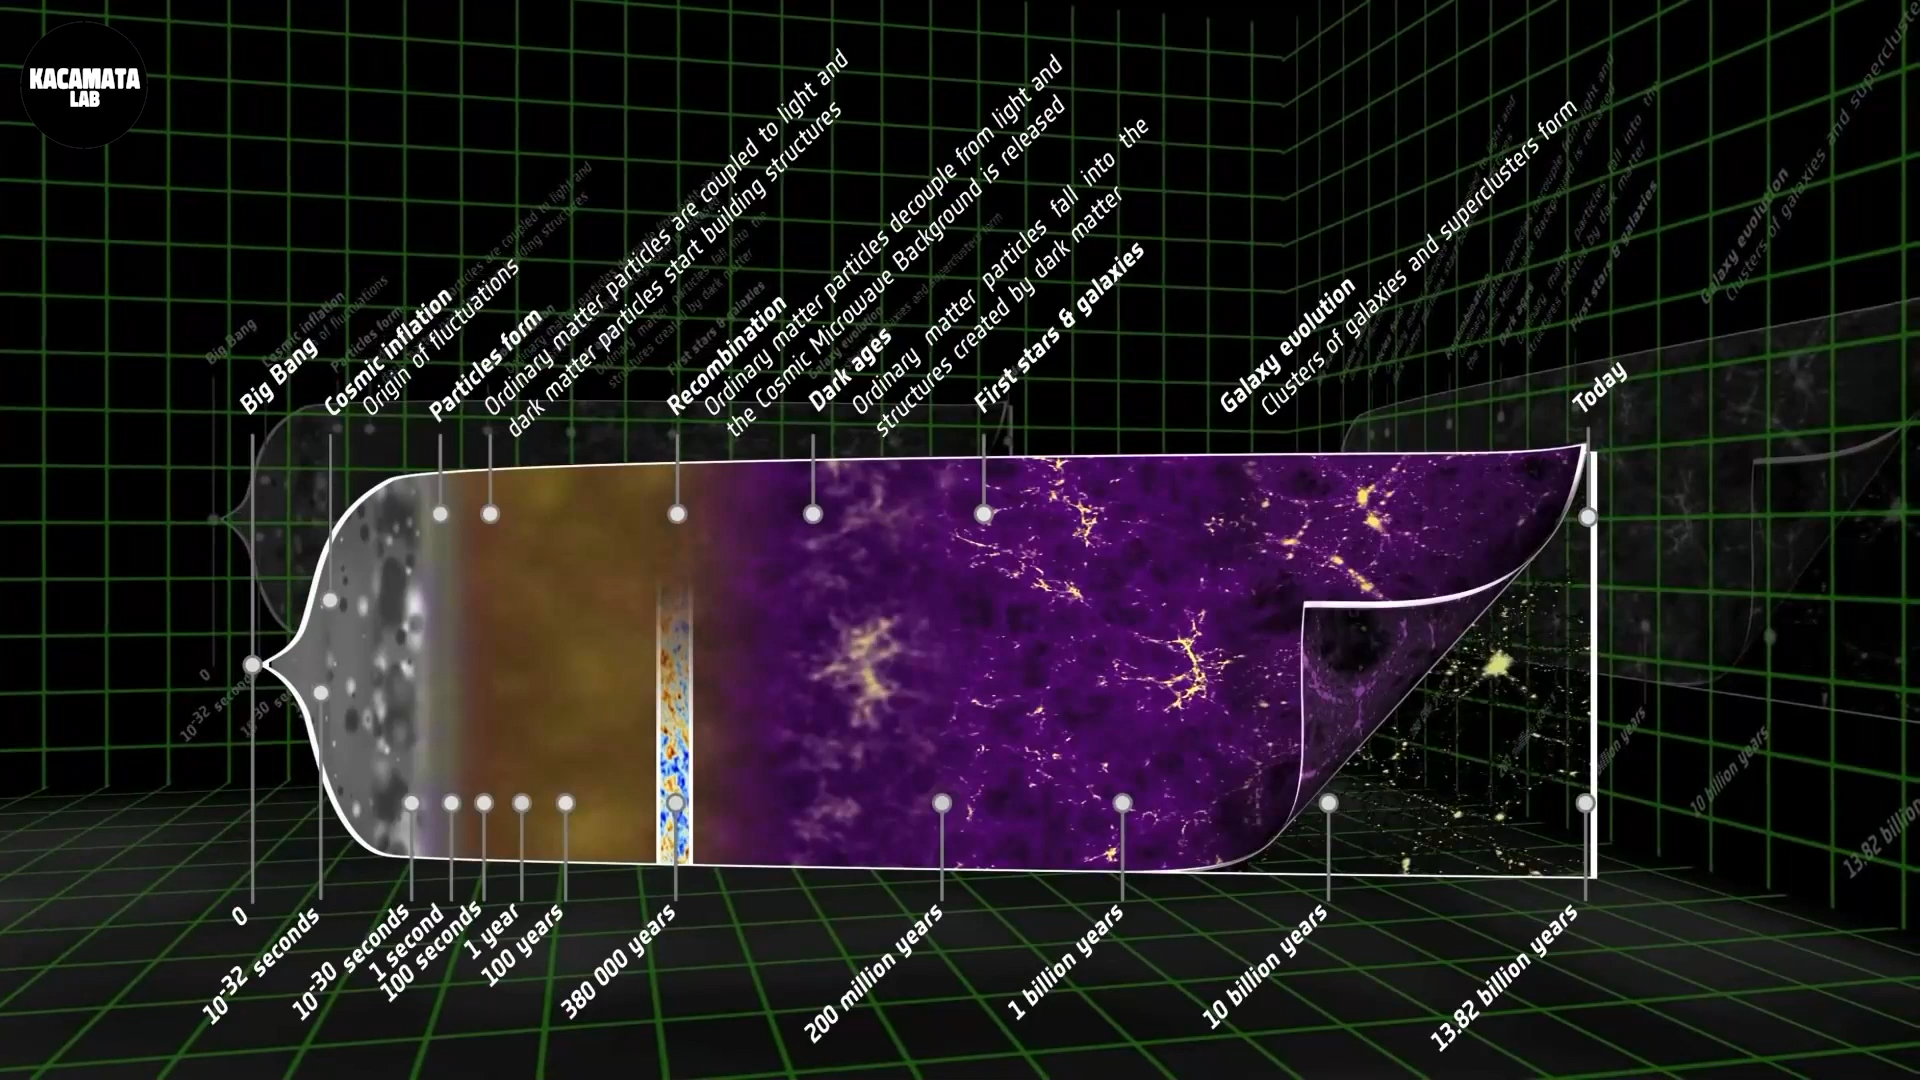 KACAMATA
LAB
Big Bang
Cosmic inflation
Origin of fluctuations
Particles form
Ordinary matter particles are coupled to light and
dark matter particles start building structures
Recombination
Ordinary matter particles decouple from light and
the Cosmic Microwave Background is released
Dark ages
Ordinary matter particles fall into the
structures created by dark matter
First stars & galaxies
Galaxy evolution
Clusters of galaxies and superclusters form
Today
0
10-32 seconds
10-30 seconds
1 second
100 seconds
1 year
100 years
380 000 years
200 million years
1 billion years
10 billion years
13.82 billion years